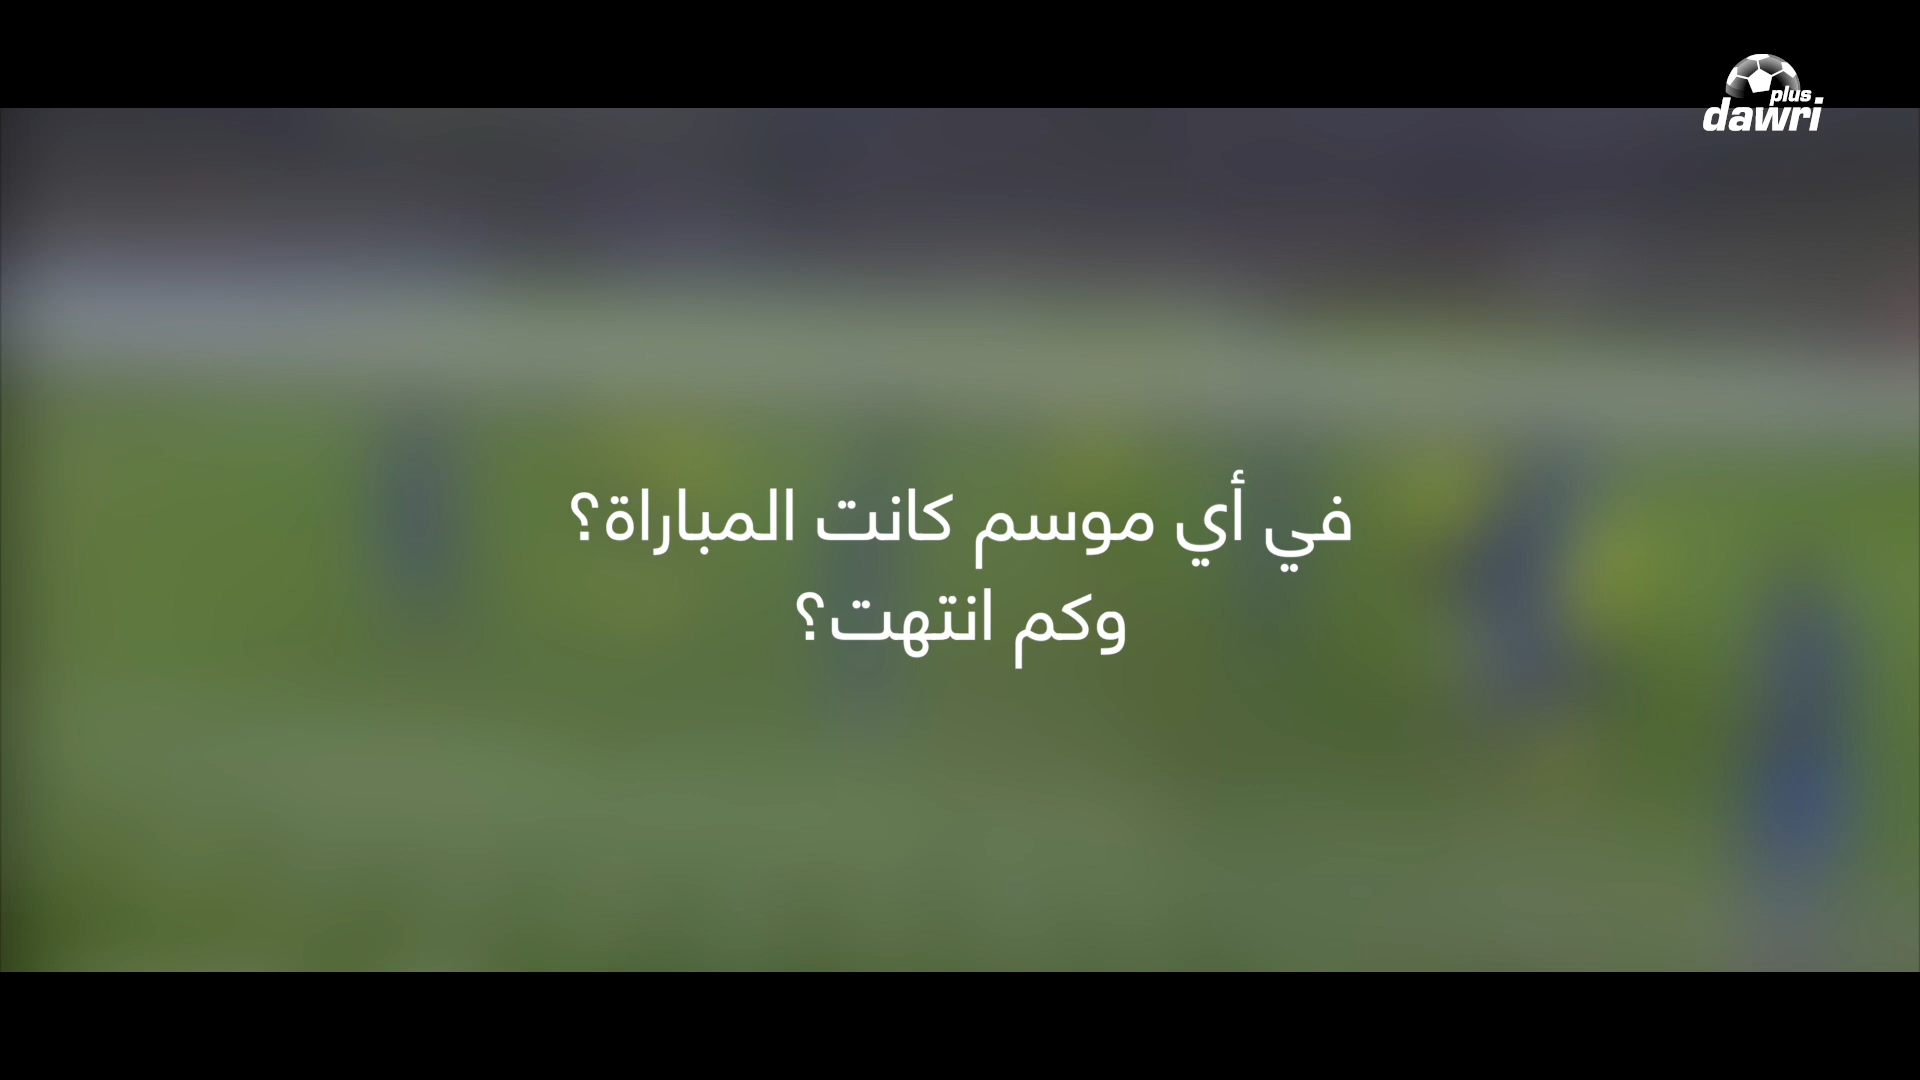 plus
dawri
في أي موسم كانت المباراة؟
وكم انتهت؟